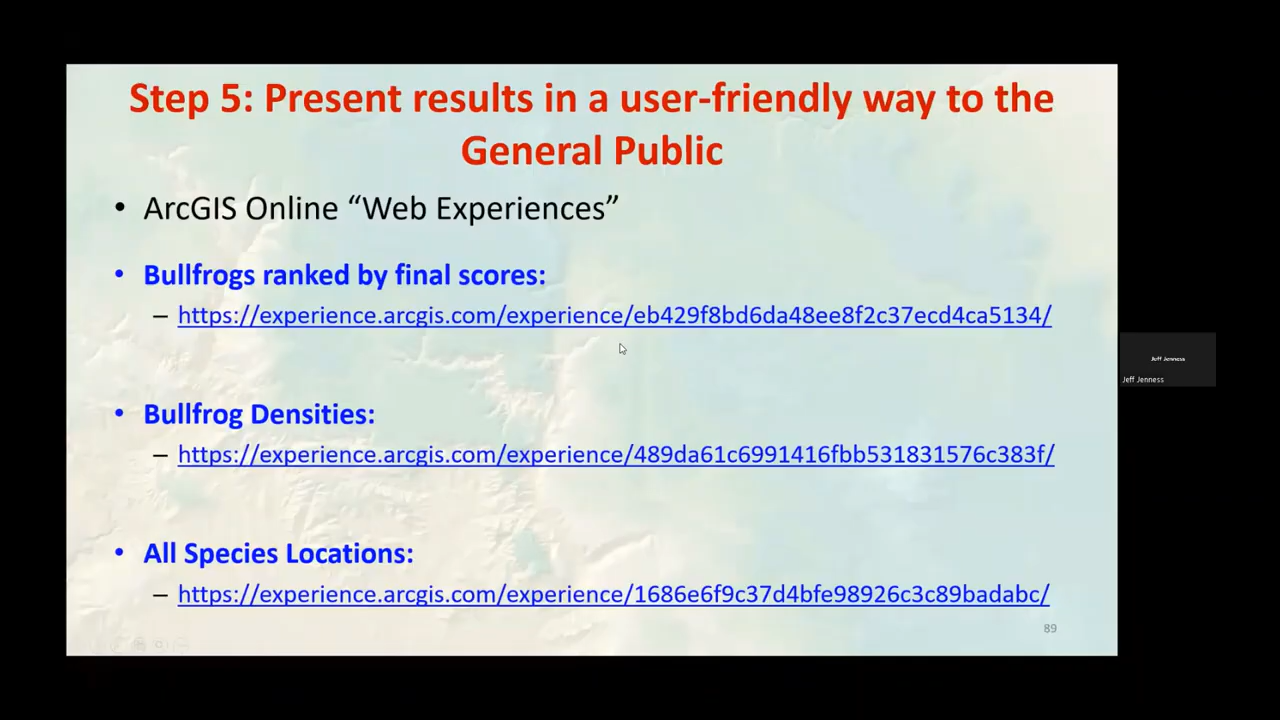 Step 5: Present results in a user-friendly way to the
General Public
• ArcGIS Online “Web Experiences”
• Bullfrogs ranked by final scores:
– https://experience.arcgis.com/experience/eb429f8bd6da48ee8f2c37ecd4ca5134/
• Bullfrog Densities:
– https://experience.arcgis.com/experience/489da61c6991416fbb531831576c383f/
• All Species Locations:
– https://experience.arcgis.com/experience/1686e6f9c37d4bfe98926c3c89badabc/
89
Jeff Jenness
Jeff Jenness